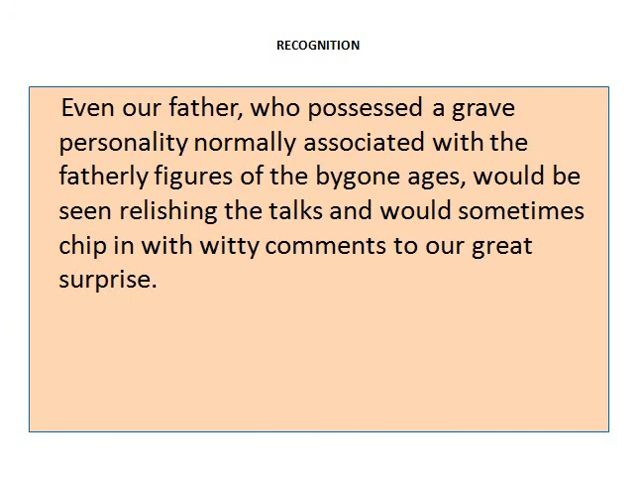 RECOGNITION
Even our father, who possessed a grave
personality normally associated with the
fatherly figures of the bygone ages, would be
seen relishing the talks and would sometimes
chip in with witty comments to our great
surprise.